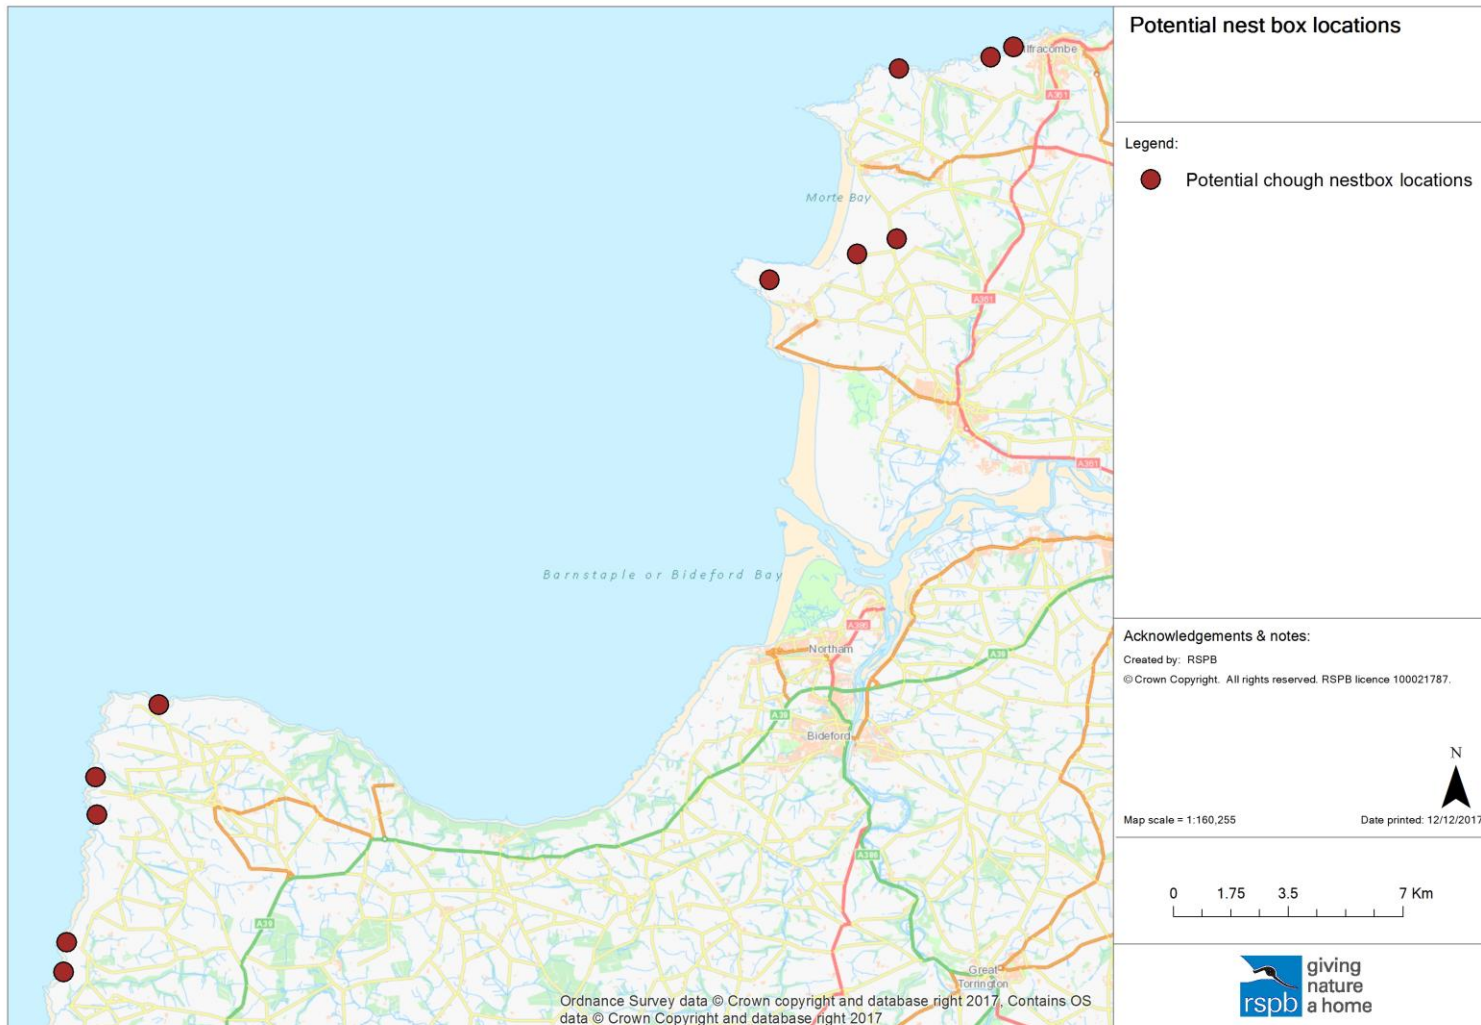 Potential nest box locations
Legend:
Potential chough nestbox locations
Ilfracombe
A361
Morte Bay
A361
A361
Barnstaple or Bideford Bay
A386
Northam
A39
A39
Bideford
A386
A39
Great
Torrington
Ordnance Survey data © Crown copyright and database right 2017, Contains OS
data © Crown Copyright and database right 2017
Acknowledgements & notes:
Created by: RSPB
© Crown Copyright. All rights reserved. RSPB licence 100021787.
N
Map scale = 1:160,255
Date printed: 12/12/2017
0 1.75 3.5 7 Km
rspb
giving
nature
a home